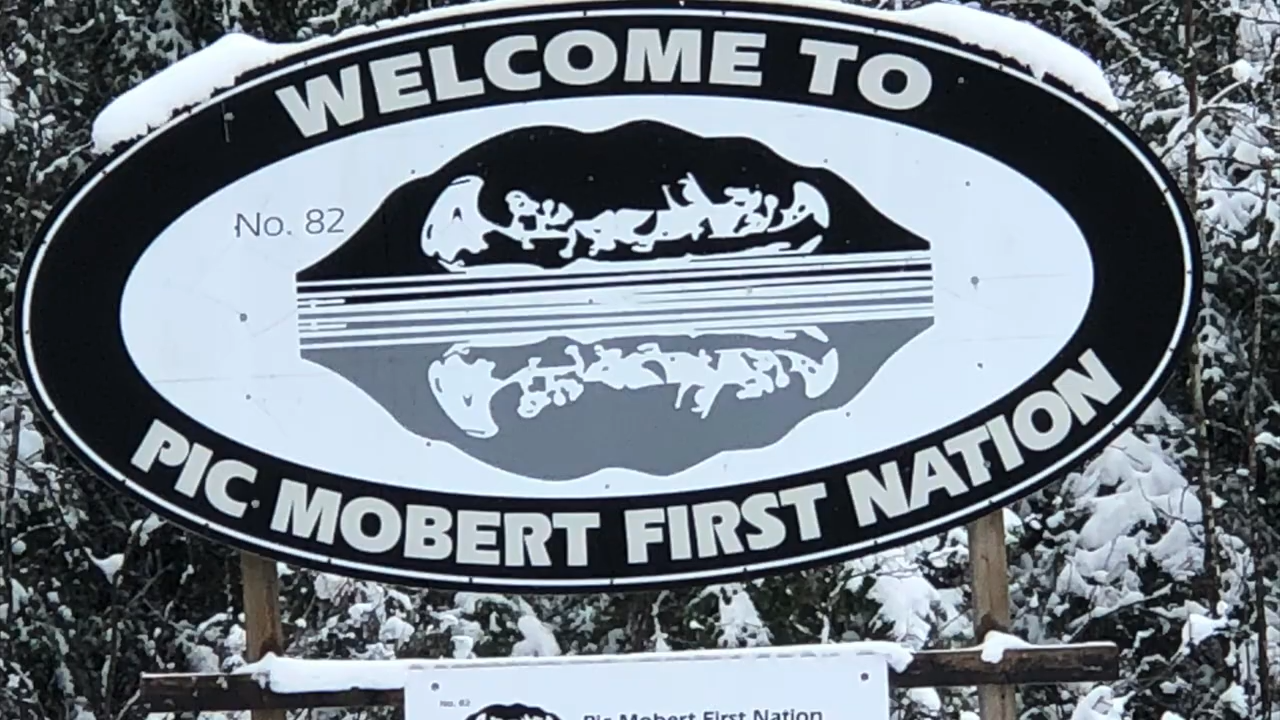 WELCOME TO
No. 82
PIC MOBERT FIRST NATION
No. 82
Pic Mobert First Nation